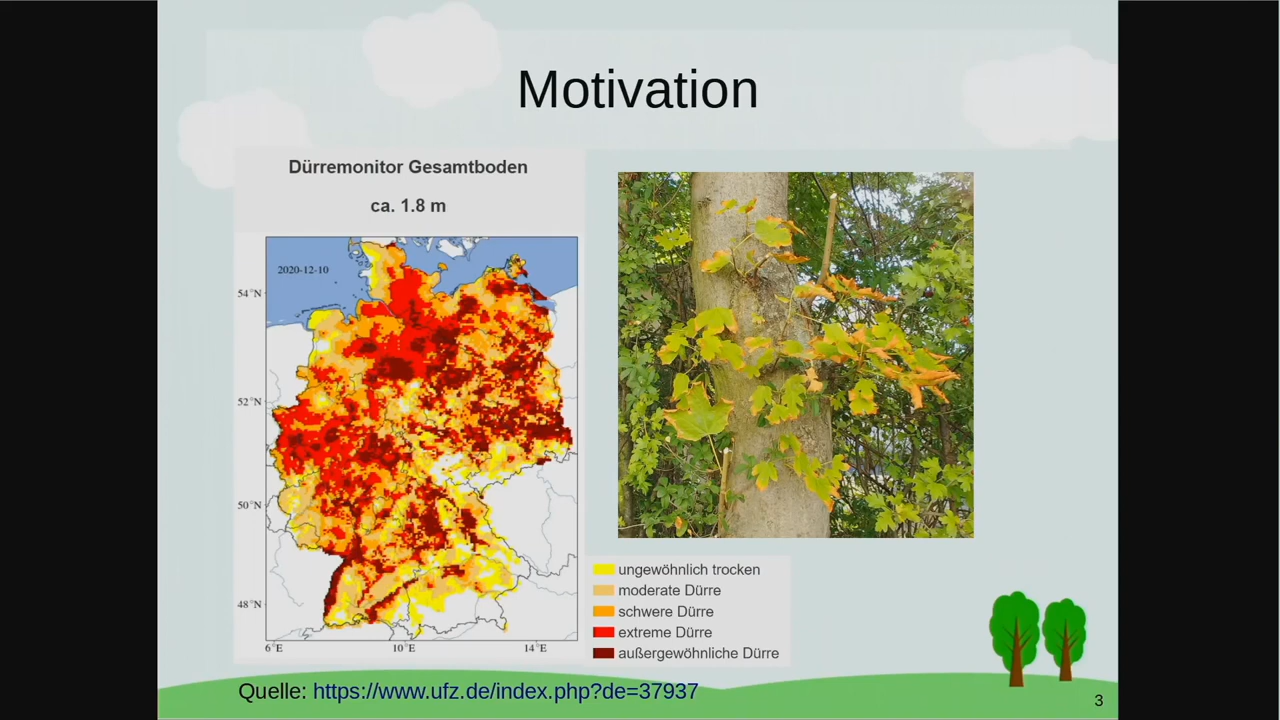 Motivation
Dürremonitor Gesamtboden
ca. 1.8 m
2020-12-10
54°N
52°N
50°N
48°N
6°E
10°E
14°E
ungewöhnlich trocken
moderate Dürre
schwere Dürre
extreme Dürre
außergewöhnliche Dürre
Quelle: https://www.ufz.de/index.php?de=37937
3